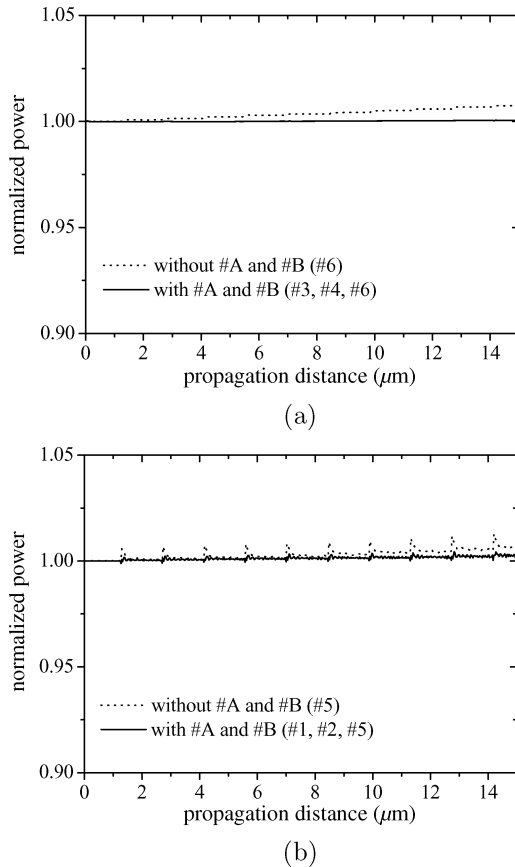 1.05
1.00
0.95
0.90
normalized power
without #A and #B (#6)
with #A and #B (#3, #4, #6)
0 2 4 6 8 10 12 14
propagation distance (μm)
(a)
1.05
1.00
0.95
0.90
normalized power
without #A and #B (#5)
with #A and #B (#1, #2, #5)
0 2 4 6 8 10 12 14
propagation distance (μm)
(b)